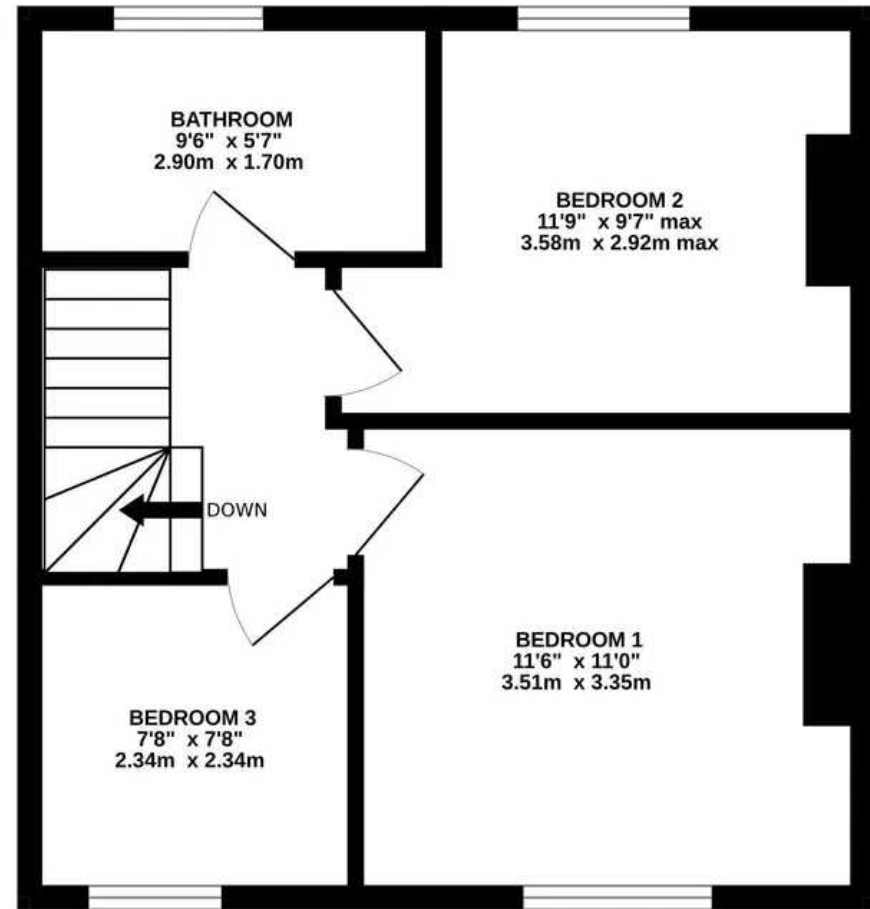 BATHROOM
9'6" x 5'7"
2.90m x 1.70m
BEDROOM 2
11'9" x 9'7" max
3.58m x 2.92m max
DOWN
BEDROOM 1
11'6" x 11'0"
3.51m x 3.35m
BEDROOM 3
7'8" x 7'8"
2.34m x 2.34m